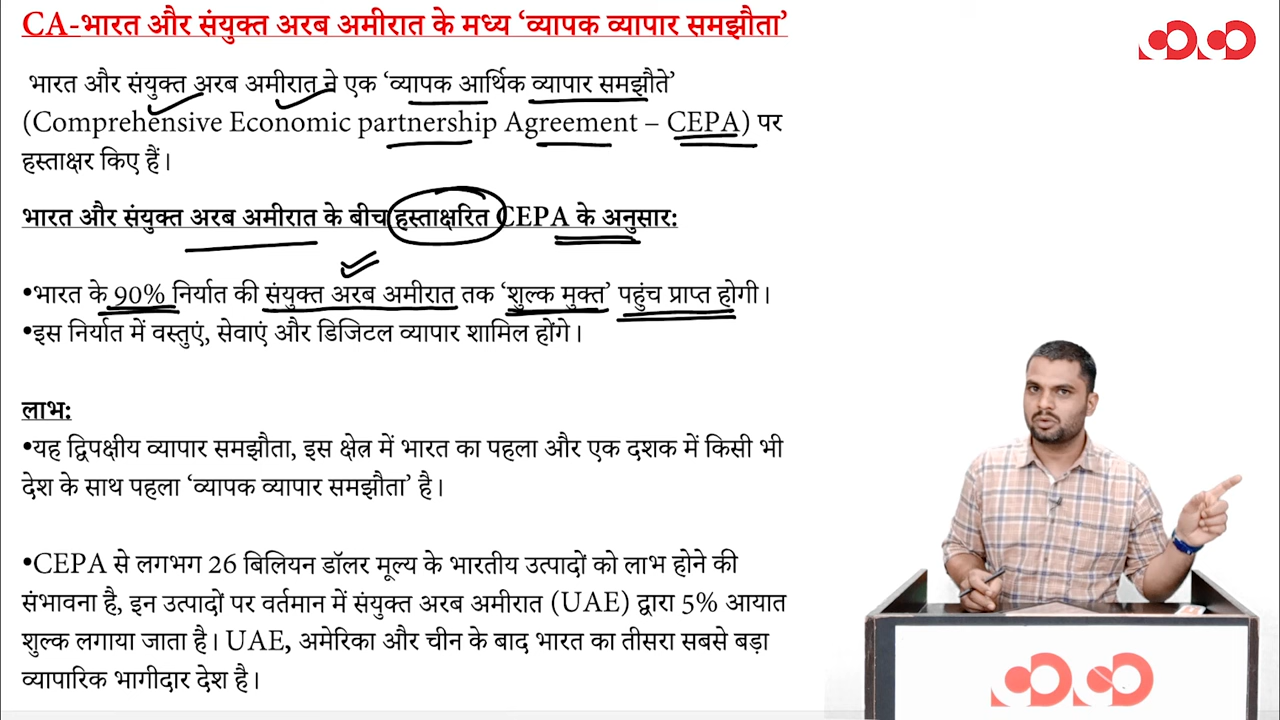 CA-भारत और संयुक्त अरब अमीरात के मध्य ‘व्यापक व्यापार समझौता’
भारत और संयुक्त अरब अमीरात ने एक ‘व्यापक आर्थिक व्यापार समझौते’
(Comprehensive Economic partnership Agreement – CEPA) पर
हस्ताक्षर किए हैं।
भारत और संयुक्त अरब अमीरात के बीच हस्ताक्षरित CEPA के अनुसार:
•भारत के 90% निर्यात की संयुक्त अरब अमीरात तक ‘शुल्क मुक्त’ पहुंच प्राप्त होगी।
•इस निर्यात में वस्तुएं, सेवाएं और डिजिटल व्यापार शामिल होंगे।
लाभ:
•यह द्विपक्षीय व्यापार समझौता, इस क्षेत्र में भारत का पहला और एक दशक में किसी भी
देश के साथ पहला ‘व्यापक व्यापार समझौता’ है।
•CEPA से लगभग 26 बिलियन डॉलर मूल्य के भारतीय उत्पादों को लाभ होने की
संभावना है, इन उत्पादों पर वर्तमान में संयुक्त अरब अमीरात (UAE) द्वारा 5% आयात
शुल्क लगाया जाता है। UAE, अमेरिका और चीन के बाद भारत का तीसरा सबसे बड़ा
व्यापारिक भागीदार देश है।